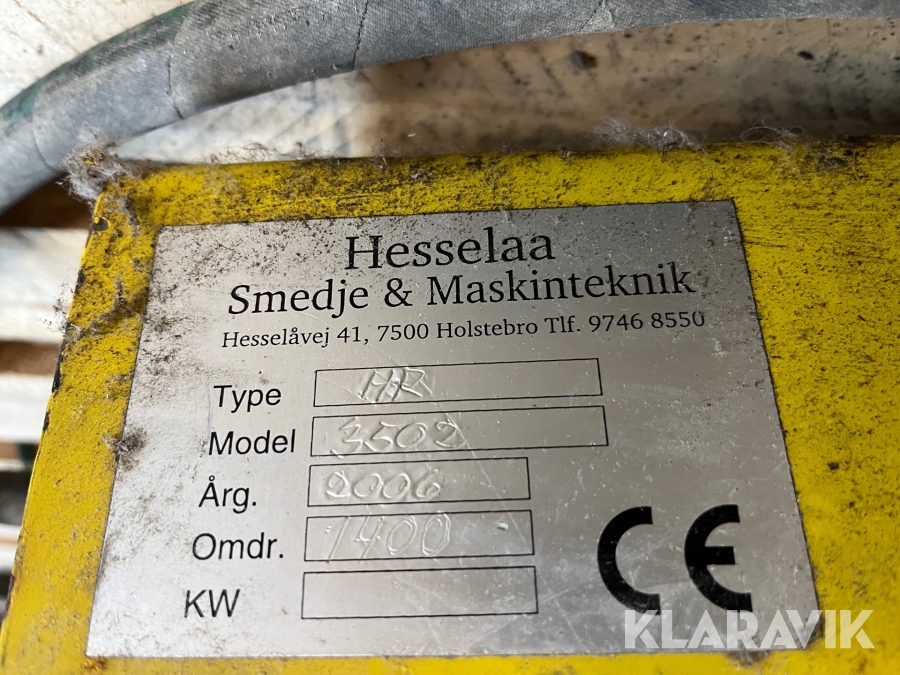 Hesselaa
Smedje & Maskinteknik
Hesselåvej 41, 7500 Holstebro Tlf. 9746 8550
Type HR
Model 3502
Årg. 2006
Omdr. 1400
KW
CE
KLARAVIK